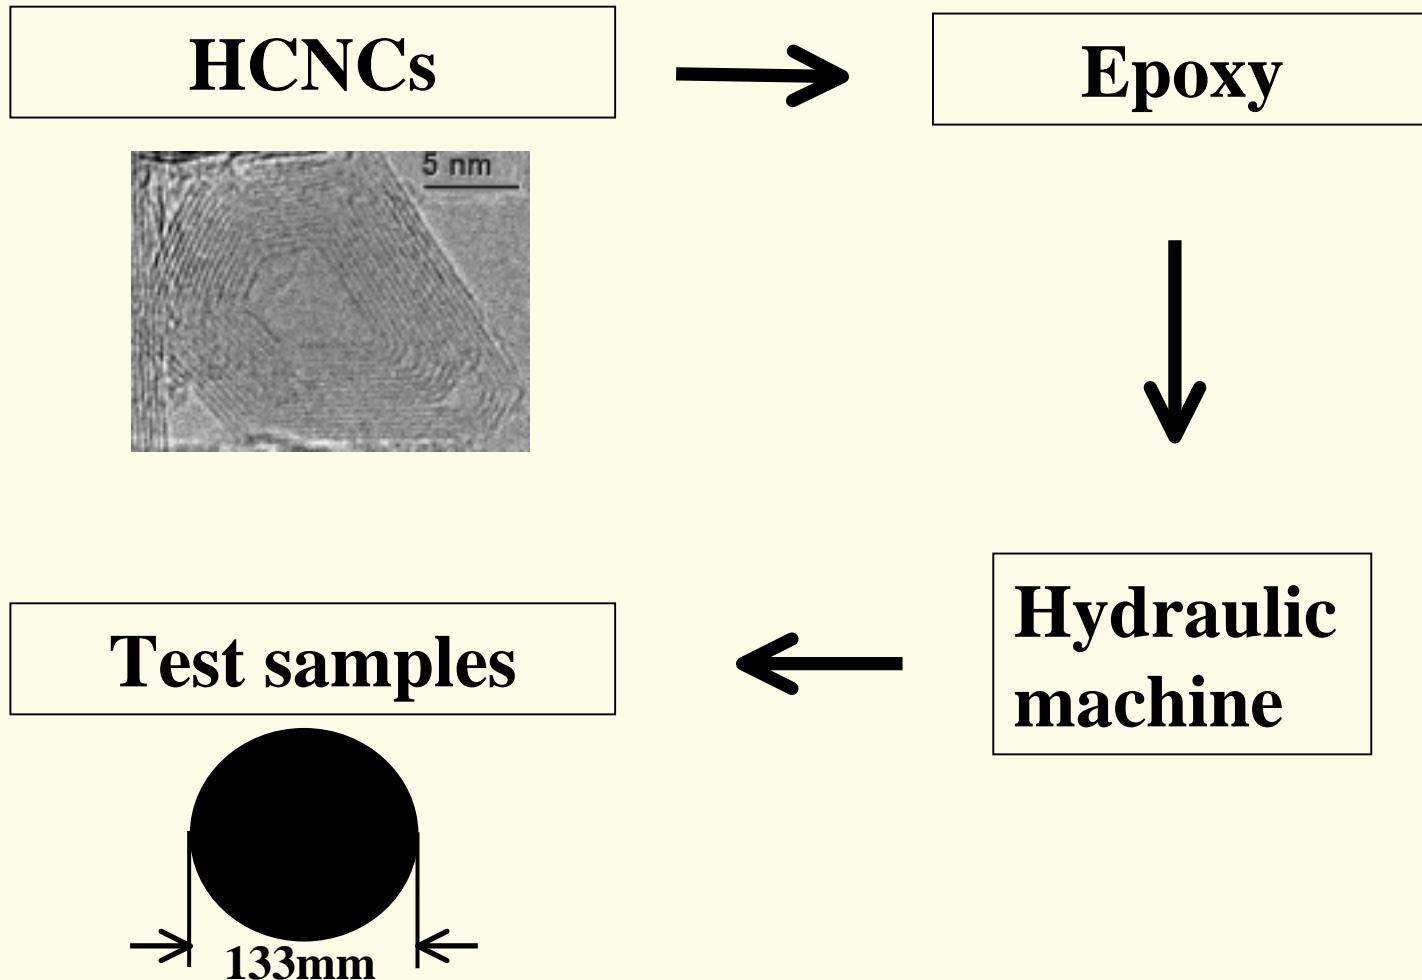 HCNCs
Epoxy
5 nm
Hydraulic
machine
Test samples
133mm